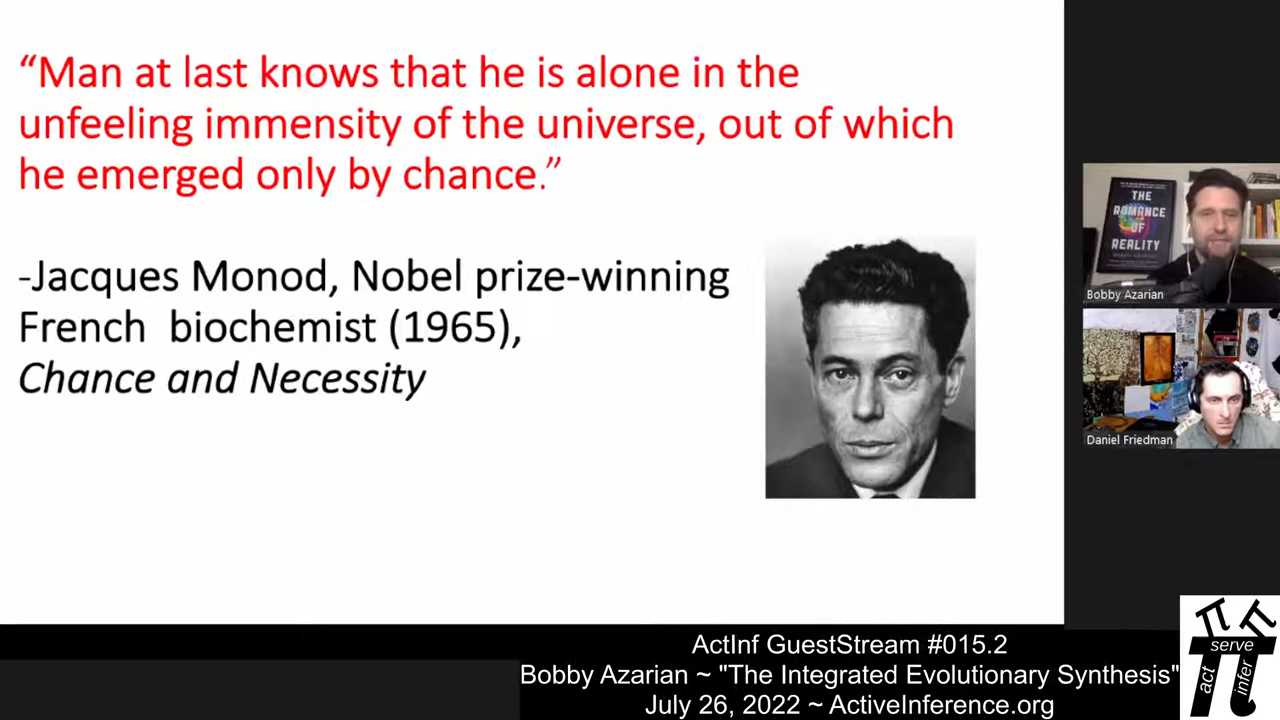 “Man at last knows that he is alone in the
unfeeling immensity of the universe, out of which
he emerged only by chance.”
-Jacques Monod, Nobel prize-winning
French biochemist (1965),
Chance and Necessity
THE
ROMANCE
OF
REALITY
Bobby Azarian
Daniel Friedman
ActInf GuestStream #015.2
Bobby Azarian ~ "The Integrated Evolutionary Synthesis"
July 26, 2022 ~ ActiveInference.org
serve
act
infer